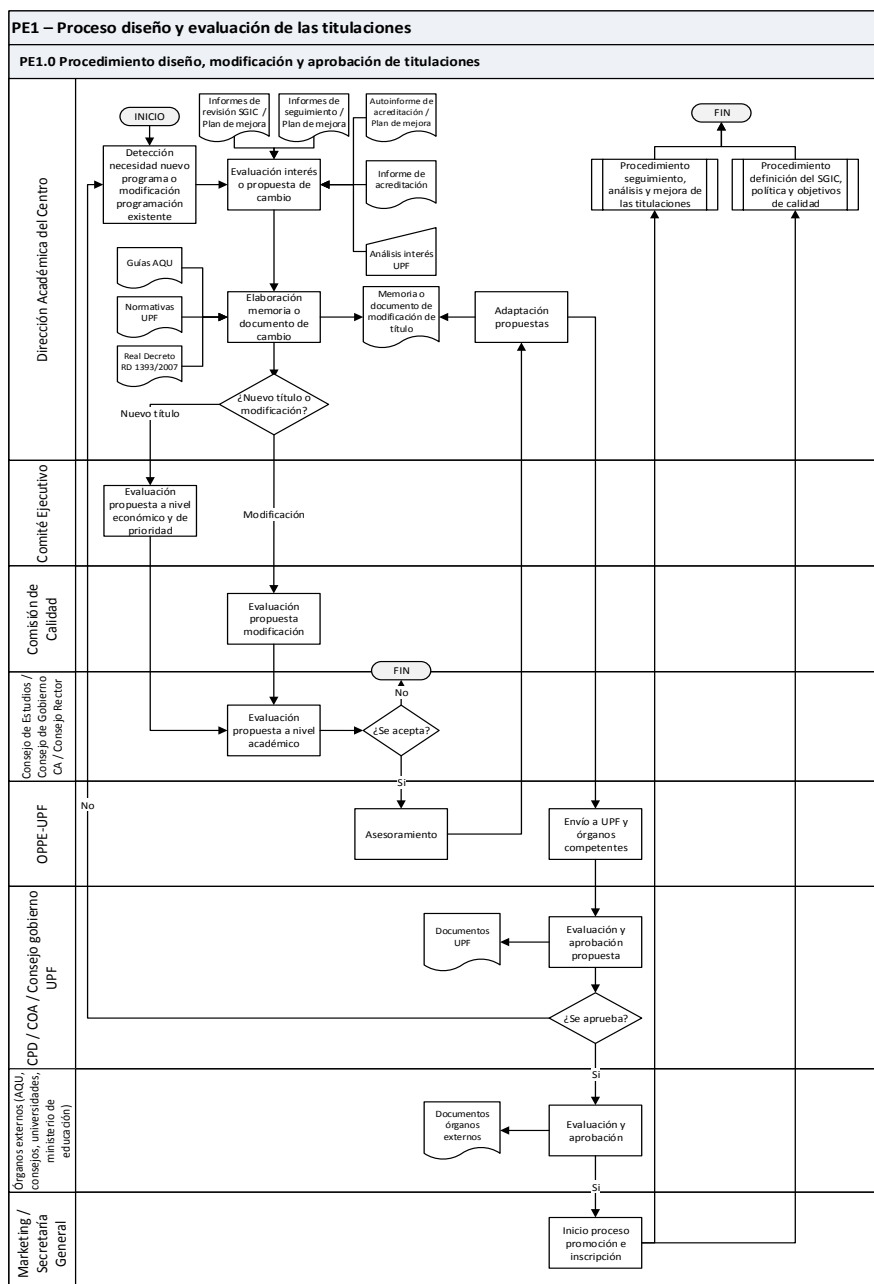 PE1 – Proceso diseño y evaluación de las titulaciones
PE1.0 Procedimiento diseño, modificación y aprobación de titulaciones
Dirección Académica del Centro
INICIO
Informes de
revisión SGIC /
Plan de mejora
Informes de
seguimiento /
Plan de mejora
Autoinforme de
acreditación /
Plan de mejora
FIN
Detección
necesidad nuevo
programa o
modificación
programación
existente
Evaluación interés
o propuesta de
cambio
Informe de
acreditación
Procedimiento
seguimiento,
análisis y mejora
de las titulaciones
Procedimiento
definición del SGIC,
política y objetivos
de calidad
Análisis interés
UPF
Guías AQU
Normativas
UPF
Real Decreto
RD 1393/2007
Elaboración
memoria o
documento de
cambio
Memoria o
documento de
modificación de
título
Adaptación
propuestas
¿Nuevo título o
modificación?
Nuevo título
Comité Ejecutivo
Evaluación
propuesta a nivel
económico y de
prioridad
Modificación
Comisión de
Calidad
Evaluación
propuesta
modificación
Consejo de Estudios /
Consejo de Gobierno
CA / Consejo Rector
FIN
No
Evaluación
propuesta a nivel
académico
¿Se acepta?
Si
OPPE-UPF
No
Asesoramiento
Envío a UPF y
órganos
competentes
CPD / COA / Consejo gobierno
UPF
Documentos
UPF
Evaluación y
aprobación
propuesta
¿Se aprueba?
Si
Órganos externos (AQU,
consejos, universidades,
ministerio de
educación)
Documentos
órganos
externos
Evaluación y
aprobación
Si
Marketing /
Secretaría
General
Inicio proceso
promoción e
inscripción